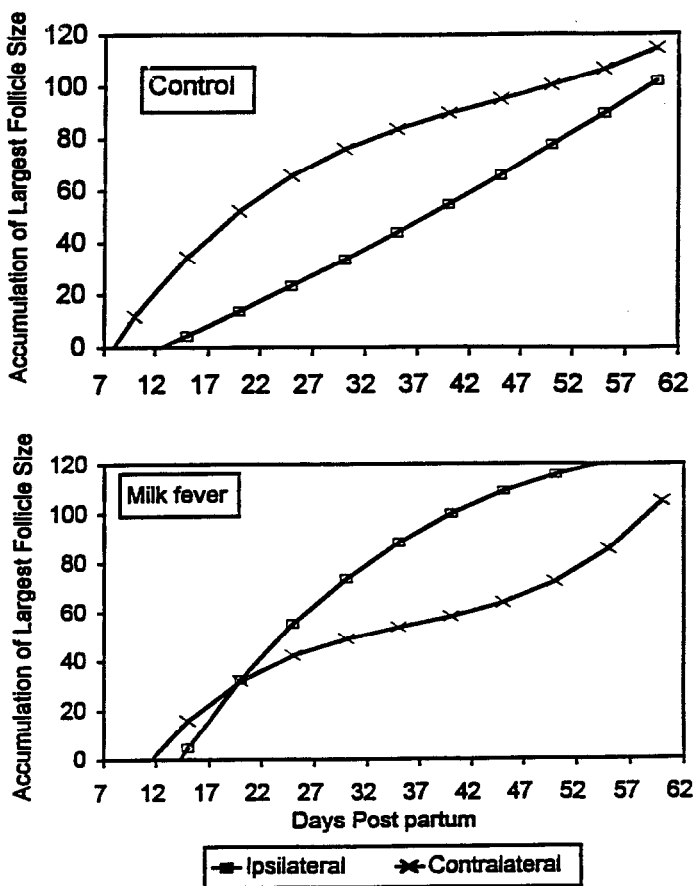 Accumulation of Largest Follicle Size
120
100
80
60
40
20
0
Control
7 12 17 22 27 32 37 42 47 52 57 62
Accumulation of Largest Follicle Size
120
100
80
60
40
20
0
Milk fever
7 12 17 22 27 32 37 42 47 52 57 62
Days Post partum
Ipsilateral Contralateral